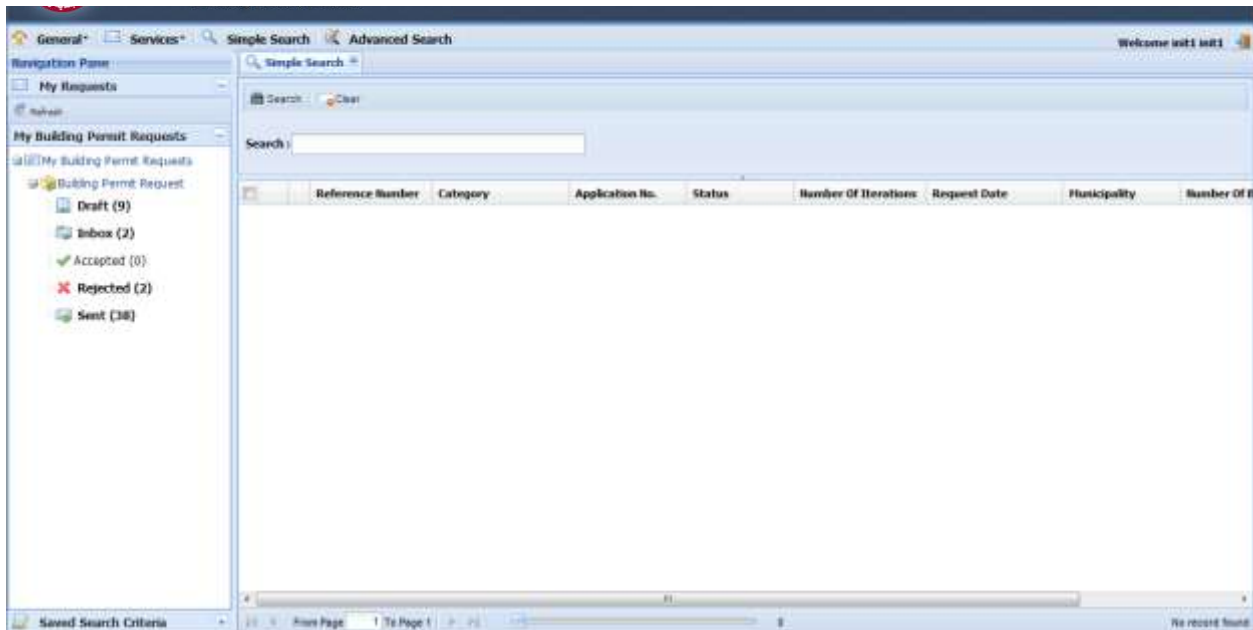 General Services Simple Search Advanced Search
Welcome init1 init1
Navigation Pane
Simple Search
My Requests
Search Clear
Refresh
My Building Permit Requests
Search :
My Building Permit Requests
Building Permit Request
Reference Number Category Application No. Status Number Of Iterations Request Date Municipality Number Of
Draft (9)
Inbox (2)
Accepted (0)
Rejected (2)
Sent (38)
Saved Search Criteria
From Page 1 To Page 1
No record found